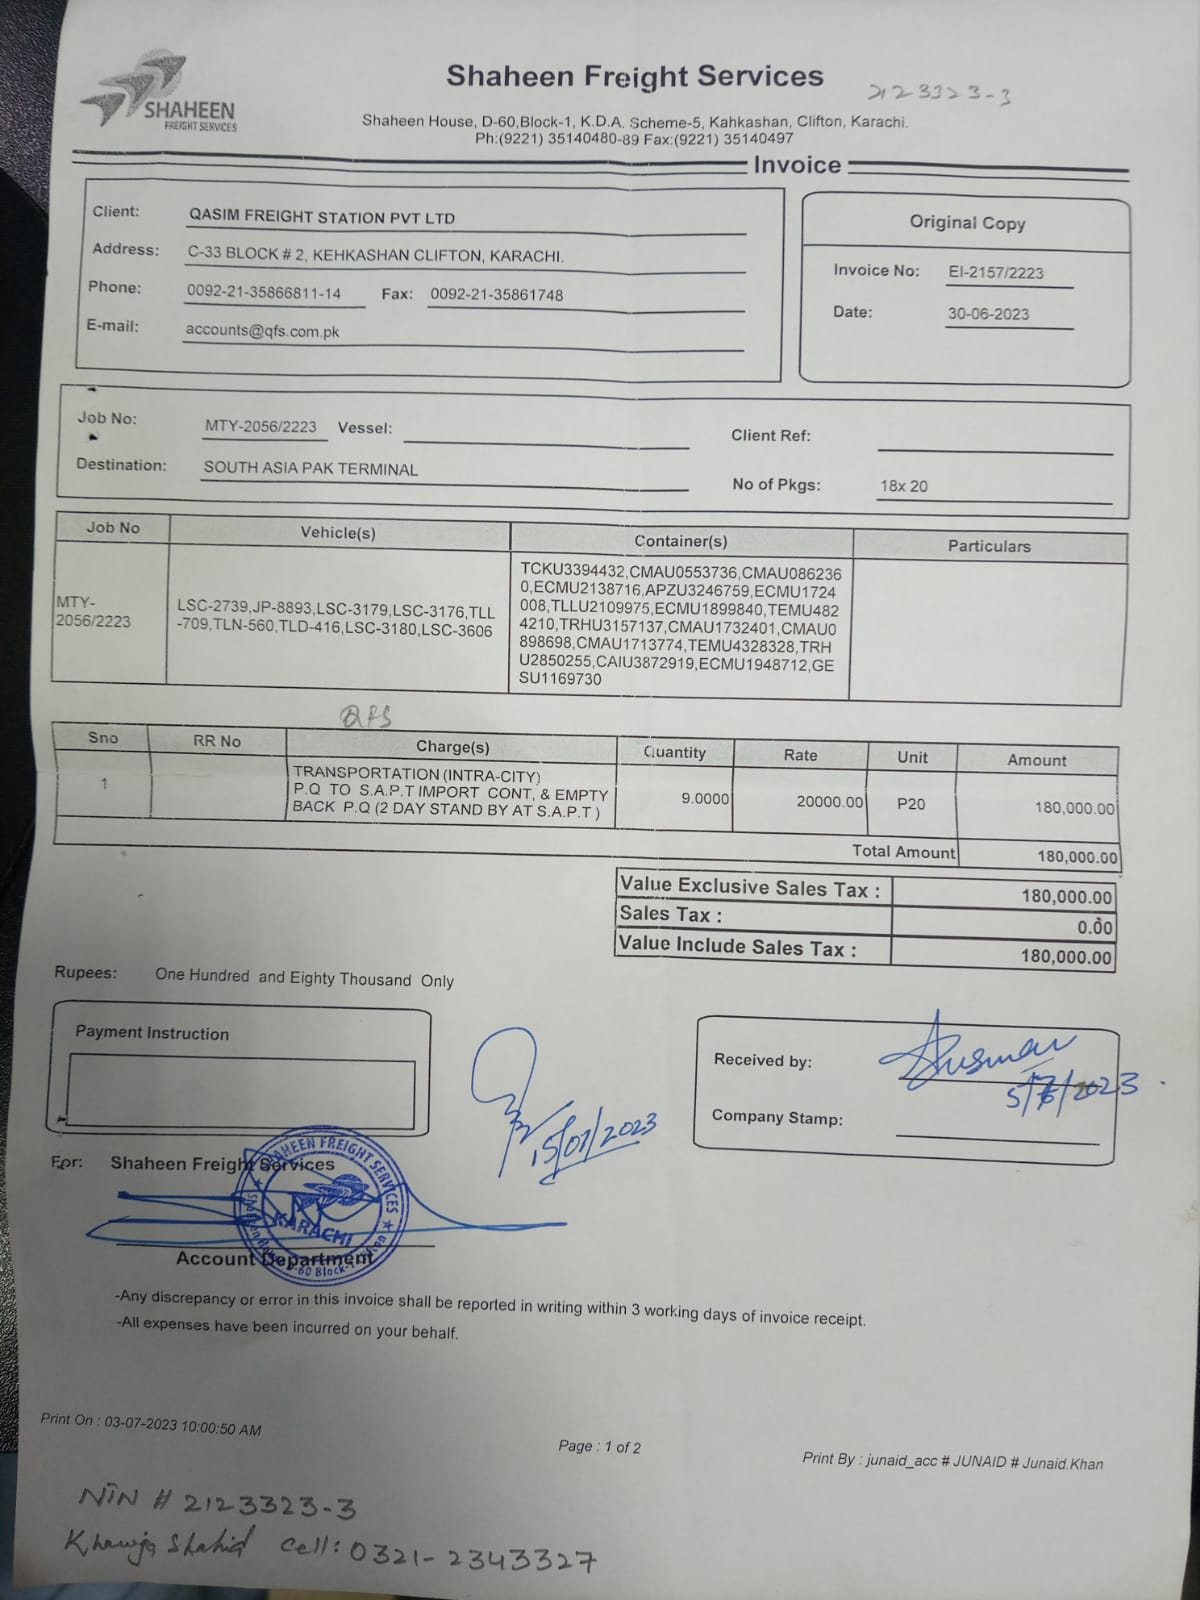 SHAHEEN
FREIGHT SERVICES
Shaheen Freight Services
2123323-3
Shaheen House, D-60,Block-1, K.D.A. Scheme-5, Kahkashan, Clifton, Karachi.
Ph:(9221) 35140480-89 Fax:(9221) 35140497
Invoice
Client: QASIM FREIGHT STATION PVT LTD
Address: C-33 BLOCK # 2, KEHKASHAN CLIFTON, KARACHI.
Phone: 0092-21-35866811-14 Fax: 0092-21-35861748
E-mail: accounts@qfs.com.pk
Original Copy
Invoice No: EI-2157/2223
Date: 30-06-2023
Job No: MTY-2056/2223 Vessel:
Client Ref:
Destination: SOUTH ASIA PAK TERMINAL
No of Pkgs: 18x 20
Job No Vehicle(s) Container(s) Particulars
MTY-
2056/2223
LSC-2739,JP-8893,LSC-3179,LSC-3176,TLL
-709,TLN-560,TLD-416,LSC-3180,LSC-3606
TCKU3394432,CMAU0553736,CMAU086236
0,ECMU2138716,APZU3246759,ECMU1724
008,TLLU2109975,ECMU1899840,TEMU482
4210,TRHU3157137,CMAU1732401,CMAU0
898698,CMAU1713774,TEMU4328328,TRH
U2850255,CAIU3872919,ECMU1948712,GE
SU1169730
QFS
Sno RR No Charge(s) Quantity Rate Unit Amount
1 TRANSPORTATION (INTRA-CITY)
P.Q TO S.A.P.T IMPORT CONT, & EMPTY
BACK P.Q (2 DAY STAND BY AT S.A.P.T )
9.0000 20000.00 P20 180,000.00
Total Amount 180,000.00
Value Exclusive Sales Tax : 180,000.00
Sales Tax : 0.00
Value Include Sales Tax : 180,000.00
Rupees: One Hundred and Eighty Thousand Only
Payment Instruction
15/07/2023
Received by:
5/7/2023
Company Stamp:
For: Shaheen Freight Services
SHAHEEN FREIGHT SERVICES
KARACHI
Account Department
-Any discrepancy or error in this invoice shall be reported in writing within 3 working days of invoice receipt.
-All expenses have been incurred on your behalf.
Print On : 03-07-2023 10:00:50 AM
Page : 1 of 2
Print By : junaid_acc # JUNAID # Junaid.Khan
NTN # 2123323-3
Khawja Shahid Cell: 0321-2343327